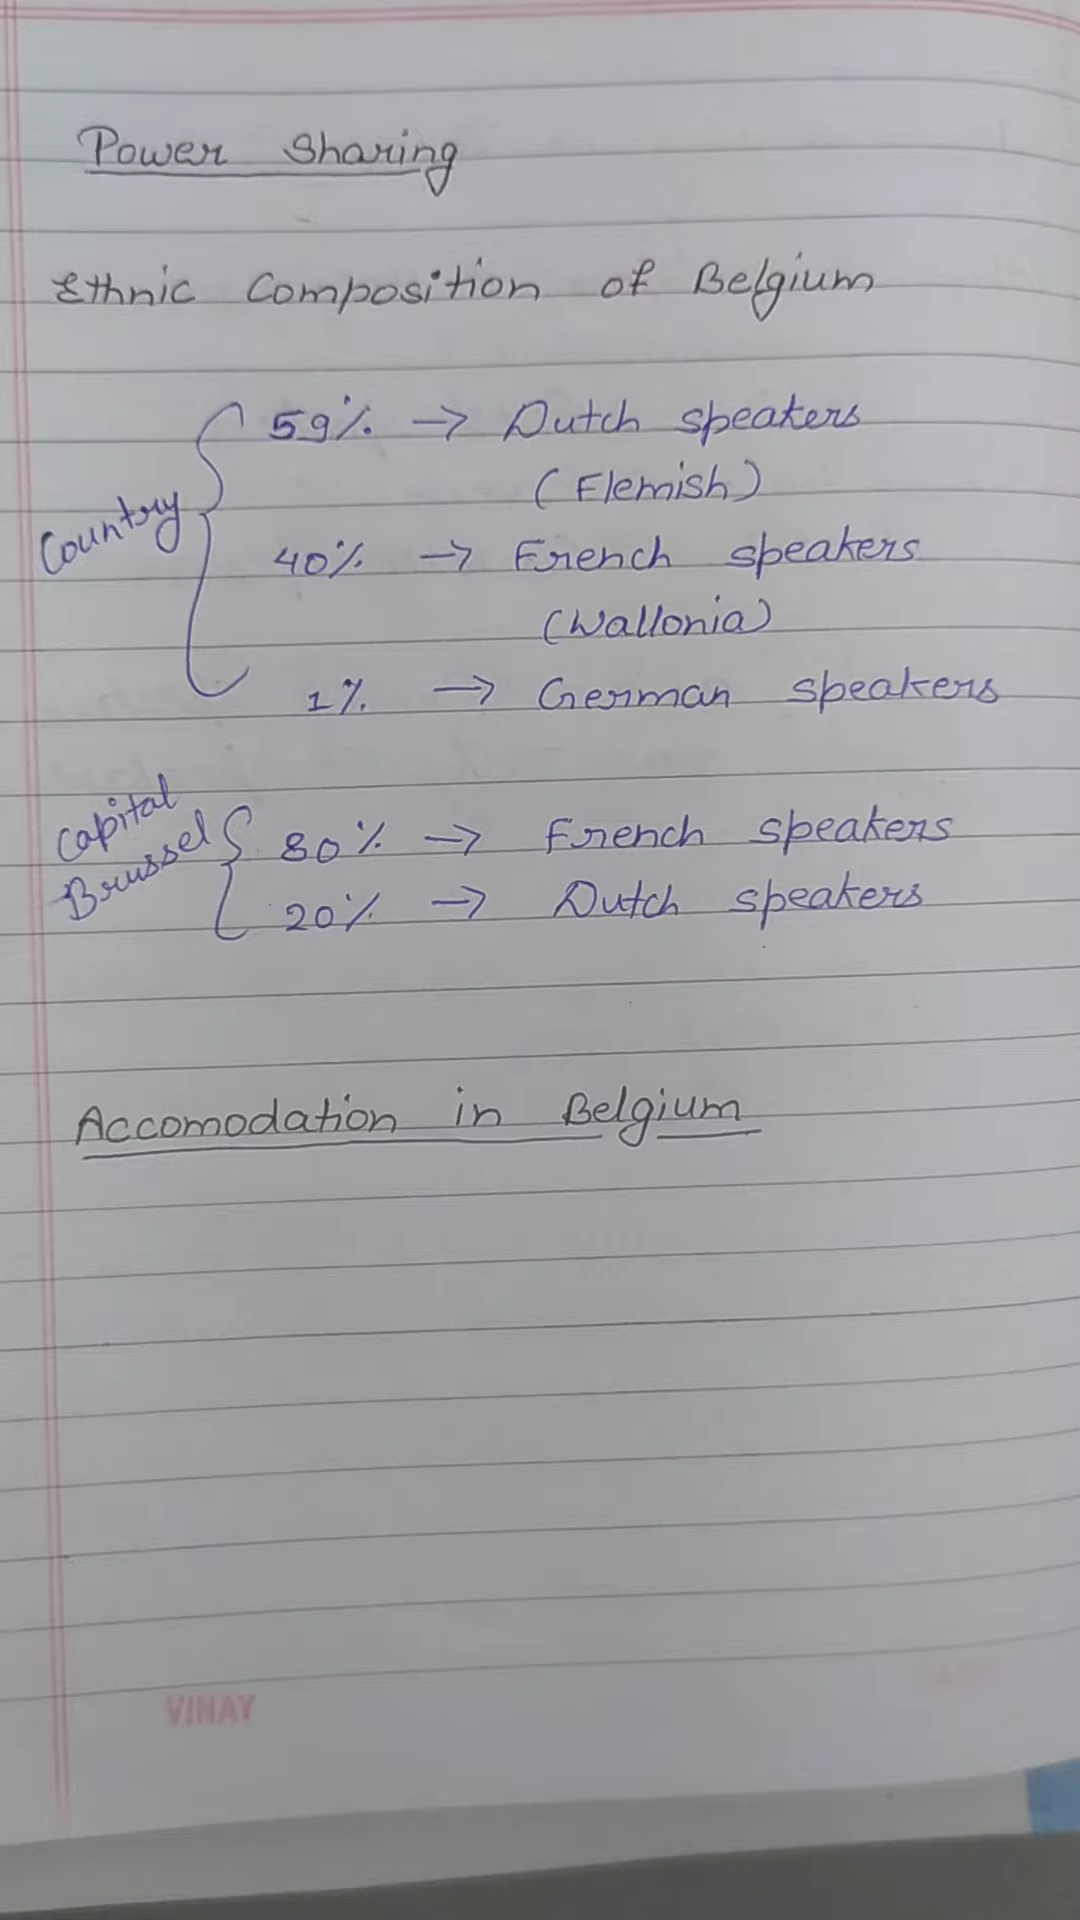 Power Sharing
Ethnic Composition of Belgium
Country
59% → Dutch speakers
(Flemish)
40% → French speakers
(Wallonia)
1% → German speakers
Capital
Brussel
80% → French speakers
20% → Dutch speakers
Accomodation in Belgium
VINAY